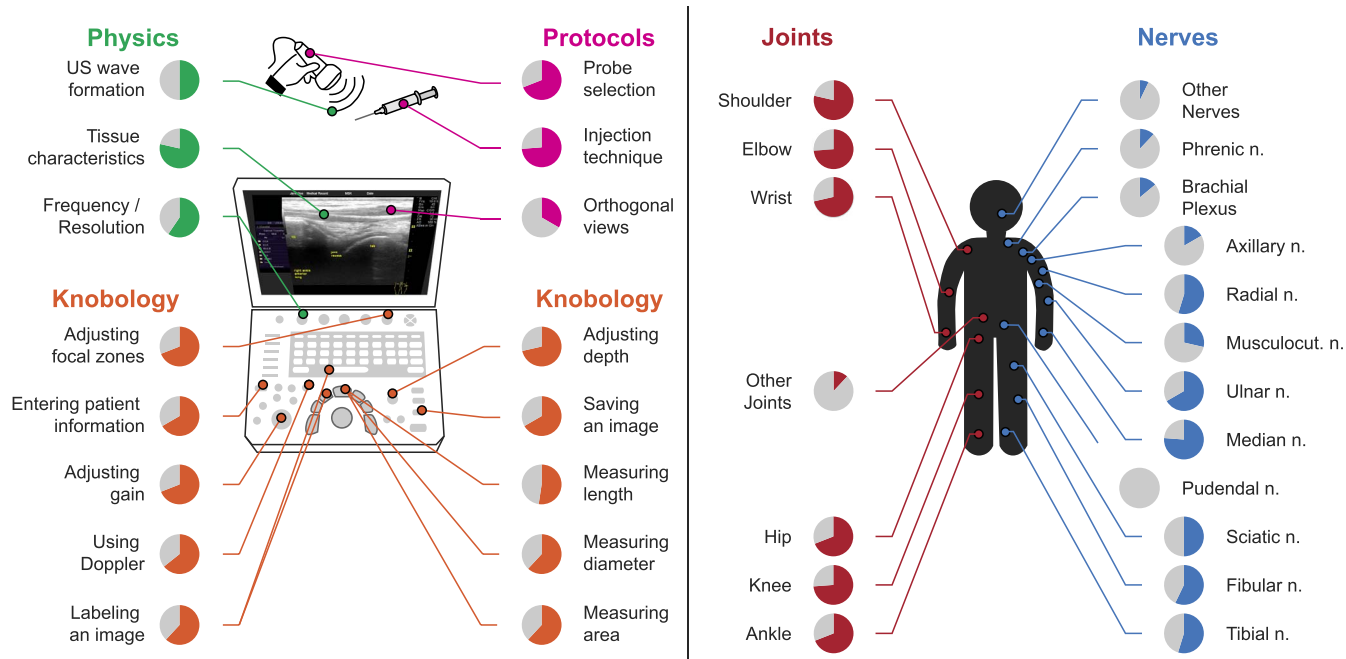 Physics
US wave
formation
Tissue
characteristics
Frequency /
Resolution
Knobology
Adjusting
focal zones
Entering patient
information
Adjusting
gain
Using
Doppler
Labeling
an image
Protocols
Probe
selection
Injection
technique
Orthogonal
views
Knobology
Adjusting
depth
Saving
an image
Measuring
length
Measuring
diameter
Measuring
area
Joints
Shoulder
Elbow
Wrist
Other
Joints
Hip
Knee
Ankle
Nerves
Other
Nerves
Phrenic n.
Brachial
Plexus
Axillary n.
Radial n.
Musculocut. n.
Ulnar n.
Median n.
Pudendal n.
Sciatic n.
Fibular n.
Tibial n.